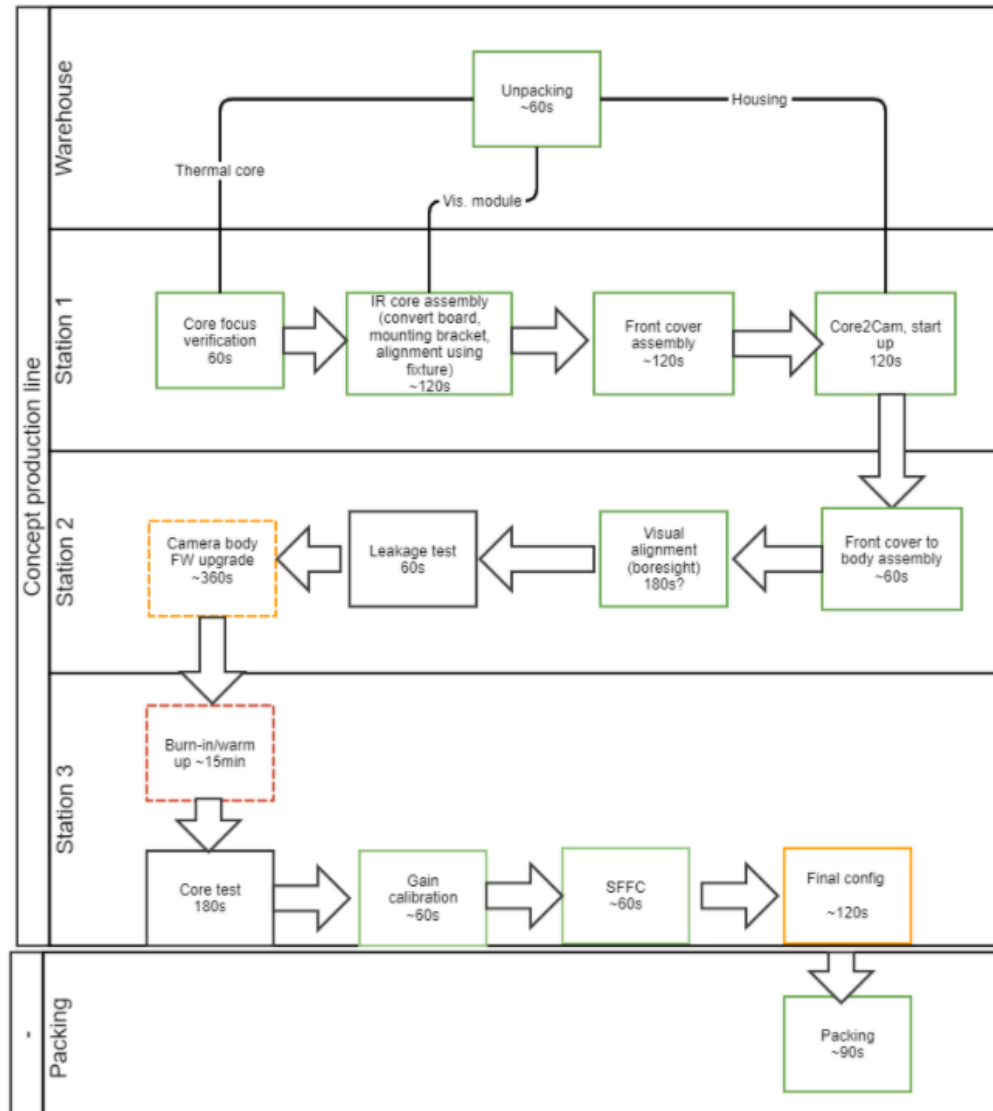 Concept production line
Warehouse
Unpacking
~60s
Thermal core
Vis. module
Housing
Station 1
Core focus
verification
60s
IR core assembly
(convert board,
mounting bracket,
alignment using
fixture)
~120s
Front cover
assembly
~120s
Core2Cam, start
up
120s
Station 2
Camera body
FW upgrade
~360s
Leakage test
60s
Visual
alignment
(boresight)
180s?
Front cover to
body assembly
~60s
Station 3
Burn-in/warm
up ~15min
Core test
180s
Gain
calibration
~60s
SFFC
~60s
Final config
~120s
-
Packing
Packing
~90s